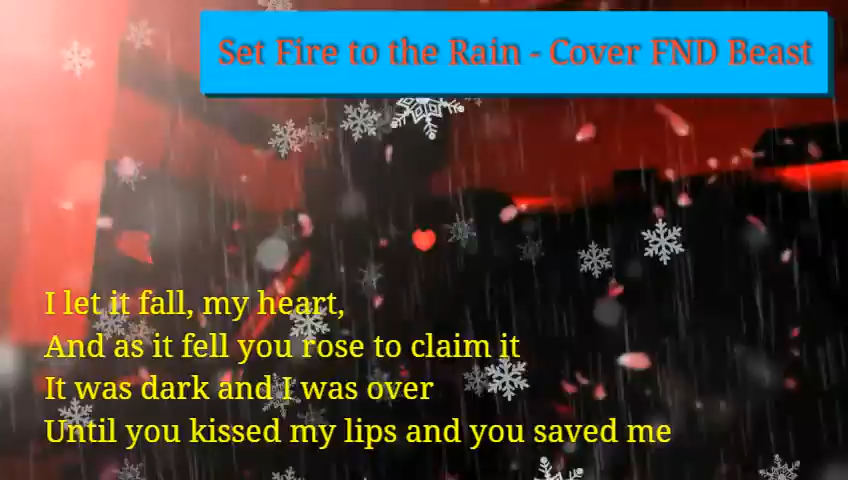 Set Fire to the Rain - Cover FND Beast
I let it fall, my heart,
And as it fell you rose to claim it
It was dark and I was over
Until you kissed my lips and you saved me